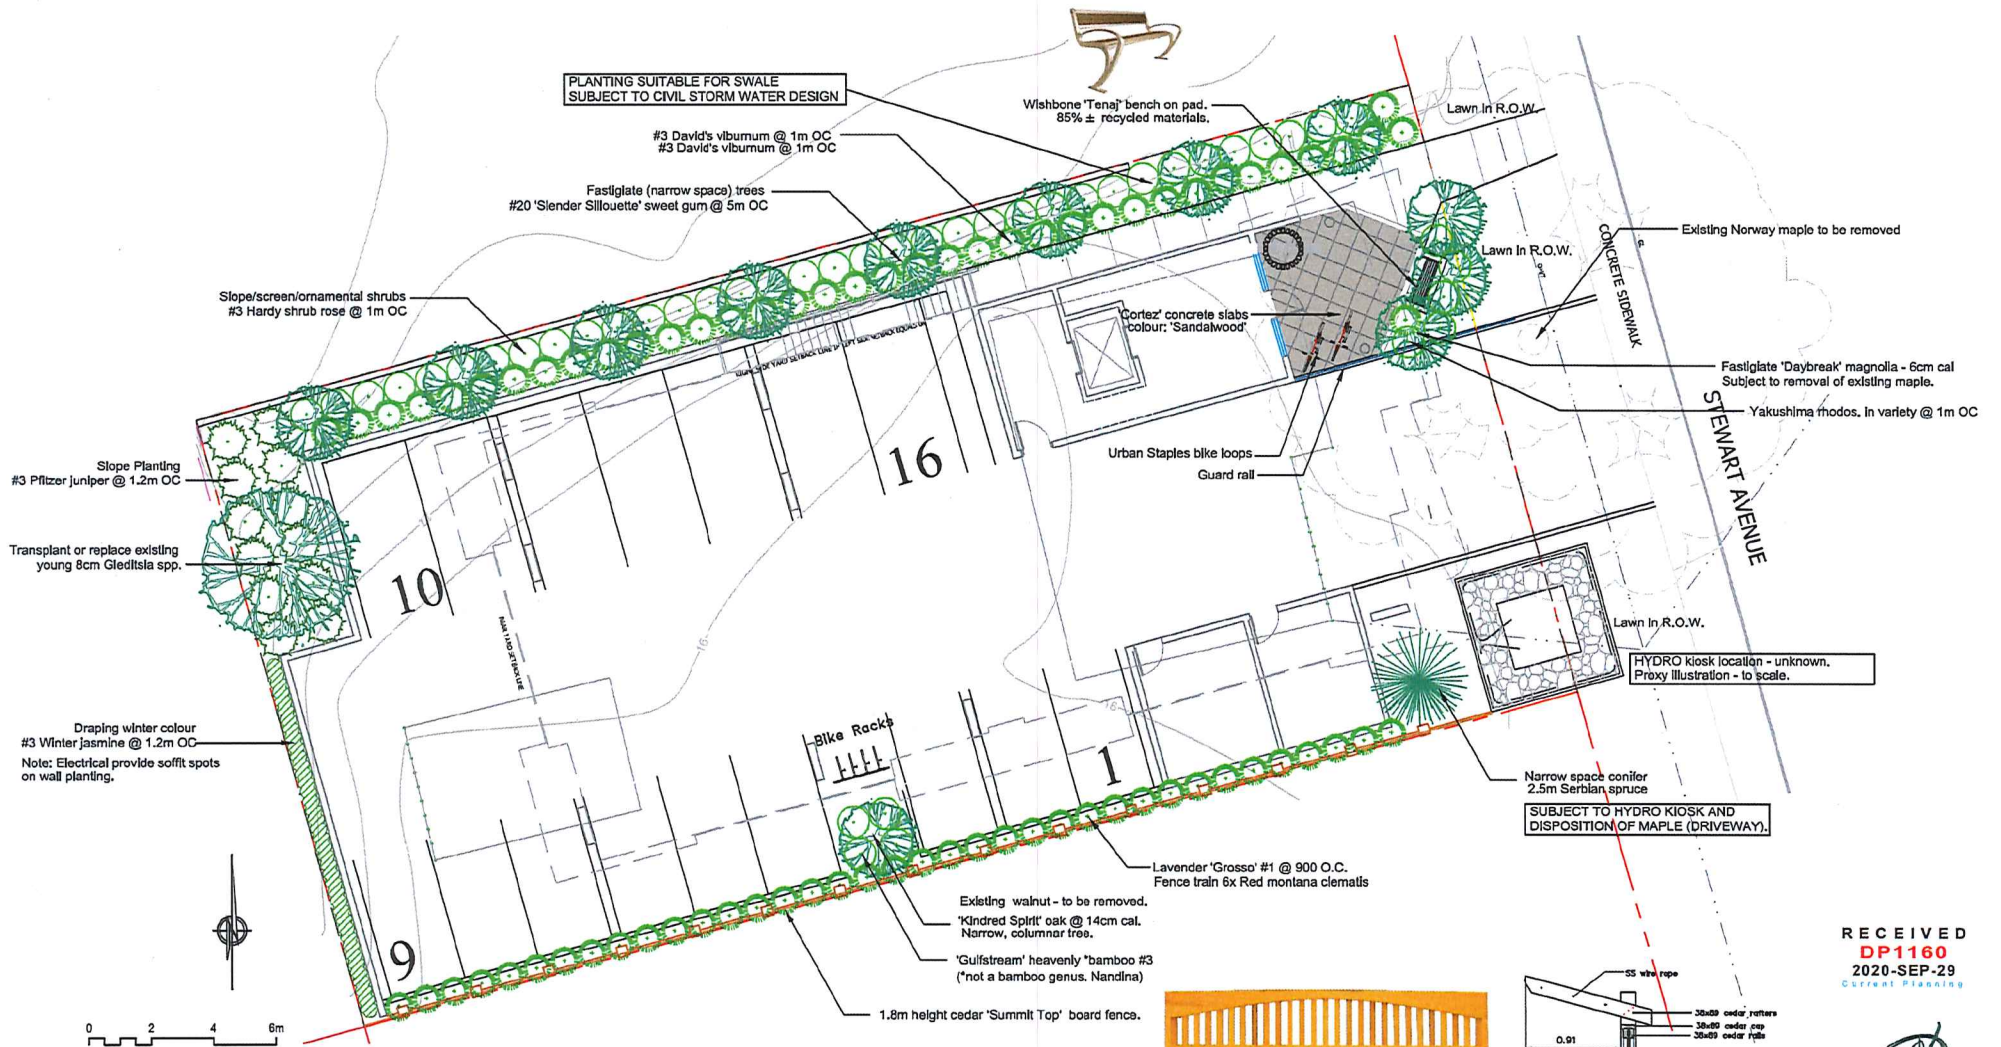 PLANTING SUITABLE FOR SWALE
SUBJECT TO CIVIL STORM WATER DESIGN
Wishbone 'Tenaj' bench on pad.
85% ± recycled materials.
Lawn in R.O.W.
#3 David's viburnum @ 1m OC
#3 David's viburnum @ 1m OC
Fastigiate (narrow space) trees
#20 'Slender Sillouette' sweet gum @ 5m OC
Existing Norway maple to be removed
Lawn in R.O.W.
CONCRETE SIDEWALK
Slope/screen/ornamental shrubs
#3 Hardy shrub rose @ 1m OC
Cortez' concrete slabs
colour: 'Sandalwood'
Fastigiate 'Daybreak' magnolia - 6cm cal
Subject to removal of existing maple.
Yakushima rhodos. in variety @ 1m OC
STEWART AVENUE
Urban Staples bike loops
Guard rail
16
Slope Planting
#3 Pfitzer juniper @ 1.2m OC
Transplant or replace existing
young 8cm Gleditsia spp.
10
REAR YARD SETBACK LINE
16
Lawn in R.O.W.
HYDRO kiosk location - unknown.
Proxy illustration - to scale.
Draping winter colour
#3 Winter jasmine @ 1.2m OC
Note: Electrical provide soffit spots
on wall planting.
Bike Racks
16
1
Narrow space conifer
2.5m Serbian spruce
SUBJECT TO HYDRO KIOSK AND
DISPOSITION OF MAPLE (DRIVEWAY).
Lavender 'Grosso' #1 @ 900 O.C.
Fence train 6x Red montana clematis
Existing walnut - to be removed.
'Kindred Spirit' oak @ 14cm cal.
Narrow, columnar tree.
'Gulfstream' heavenly *bamboo #3
(*not a bamboo genus. Nandina)
9
1.8m height cedar 'Summit Top' board fence.
0 2 4 6m
SS wire rope
38x89 cedar rafters
38x89 cedar cap
38x89 cedar rails
0.91
RECEIVED
DP1160
2020-SEP-29
Current Planning